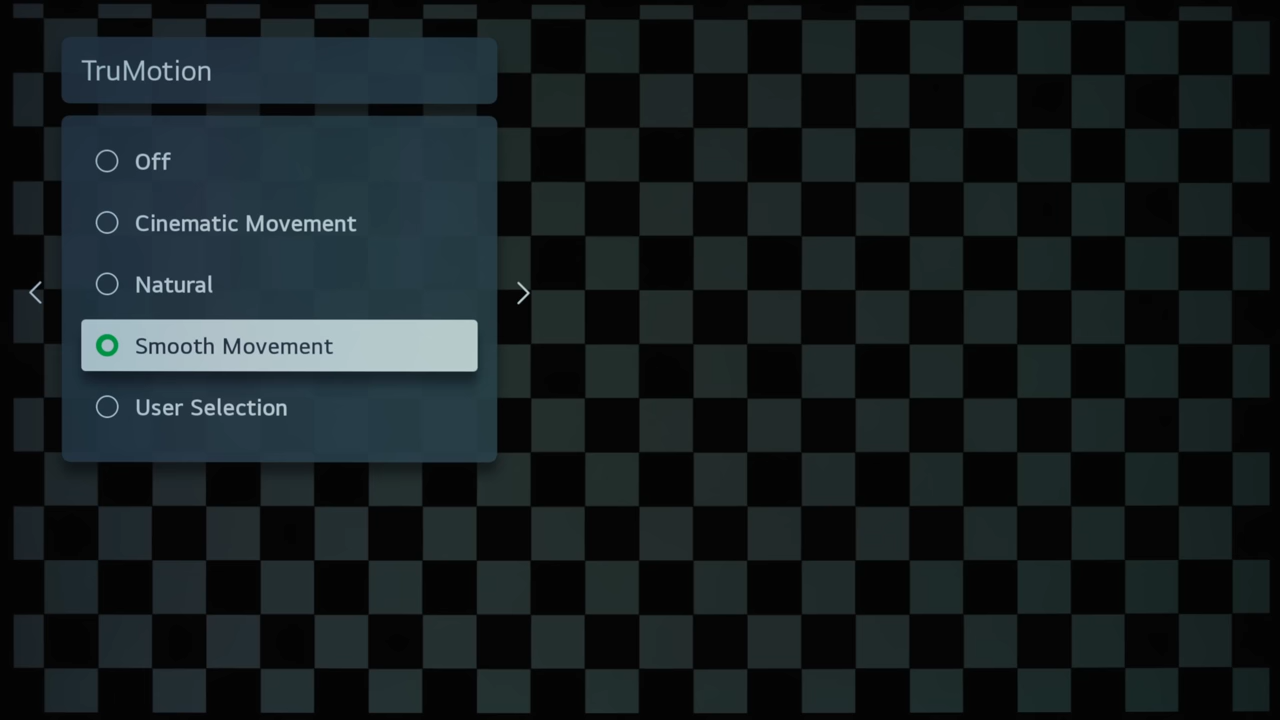 TruMotion
Off
Cinematic Movement
Natural
Smooth Movement
User Selection